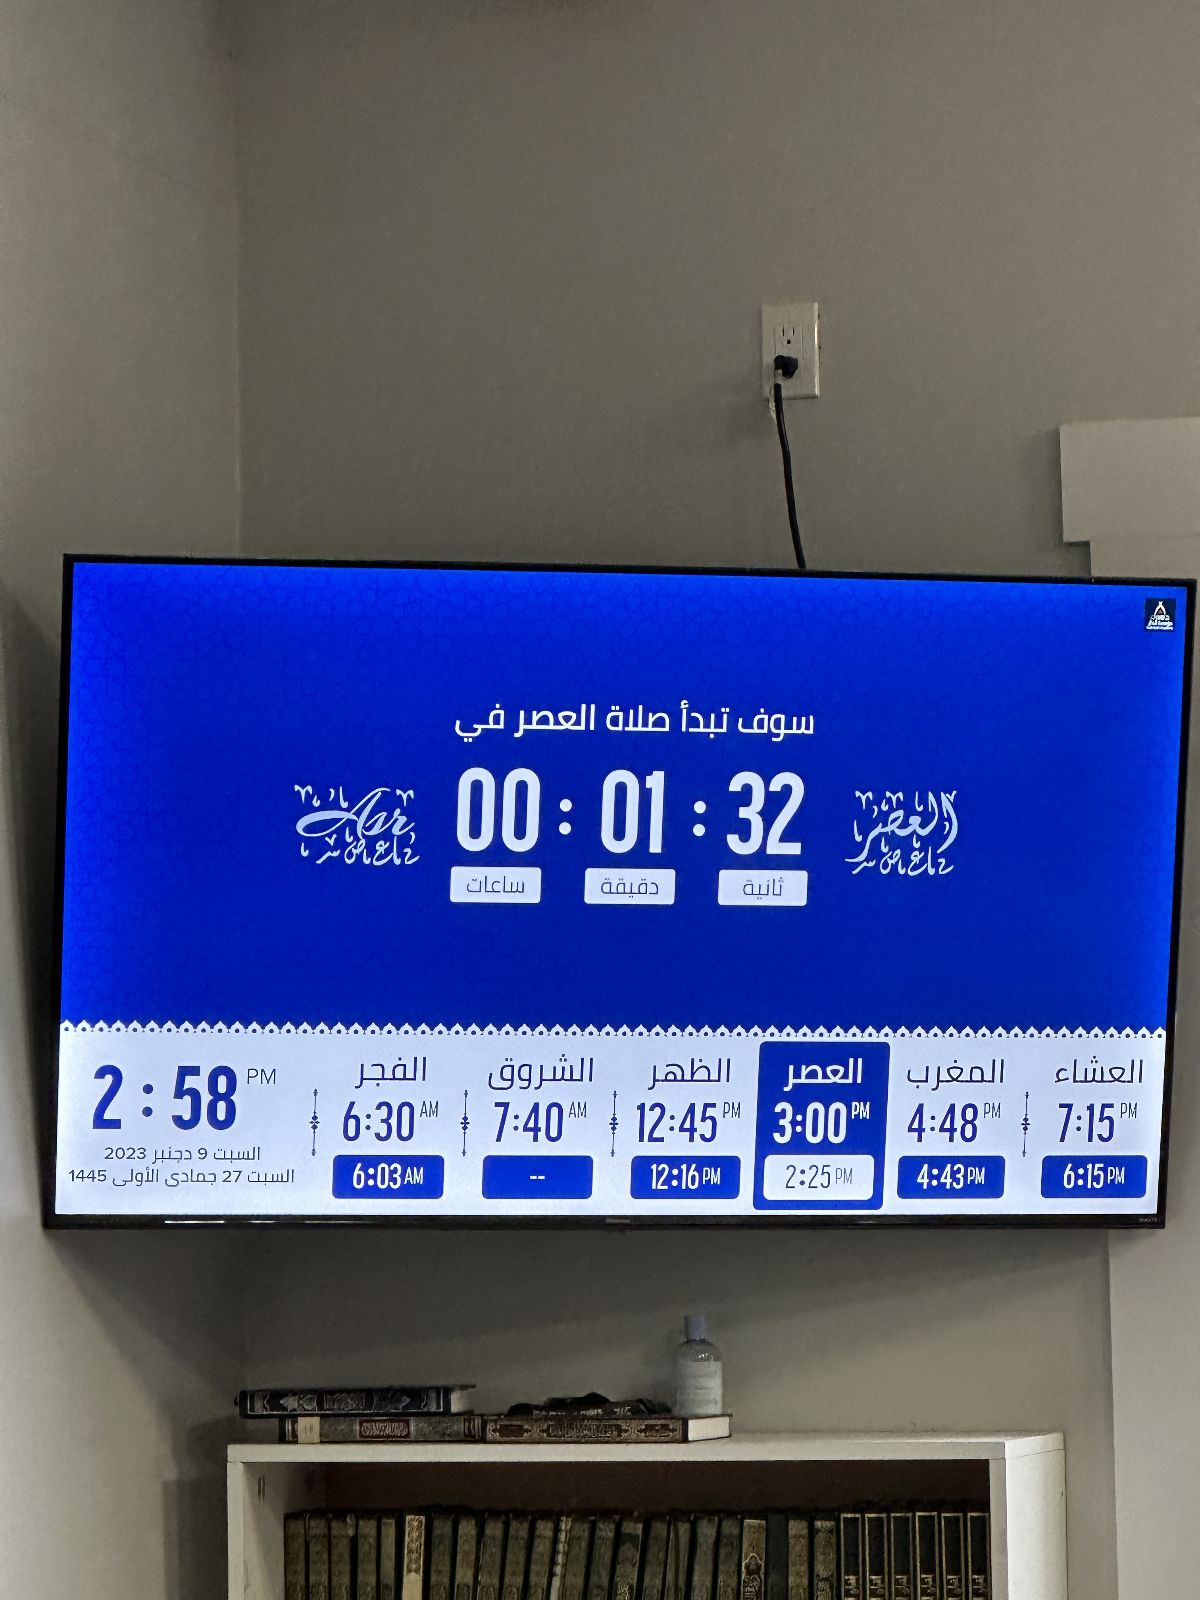 سوف تبدأ صلاة العصر في
00 : 01 : 32
ساعات دقيقة ثانية
Asr
العصر
2:58 PM
السبت 9 دجنبر 2023
السبت 27 جمادى الأولى 1445
الفجر
6:30 AM
6:03 AM
الشروق
7:40 AM
--
الظهر
12:45 PM
12:16 PM
العصر
3:00 PM
2:25 PM
المغرب
4:48 PM
4:43 PM
العشاء
7:15 PM
6:15 PM